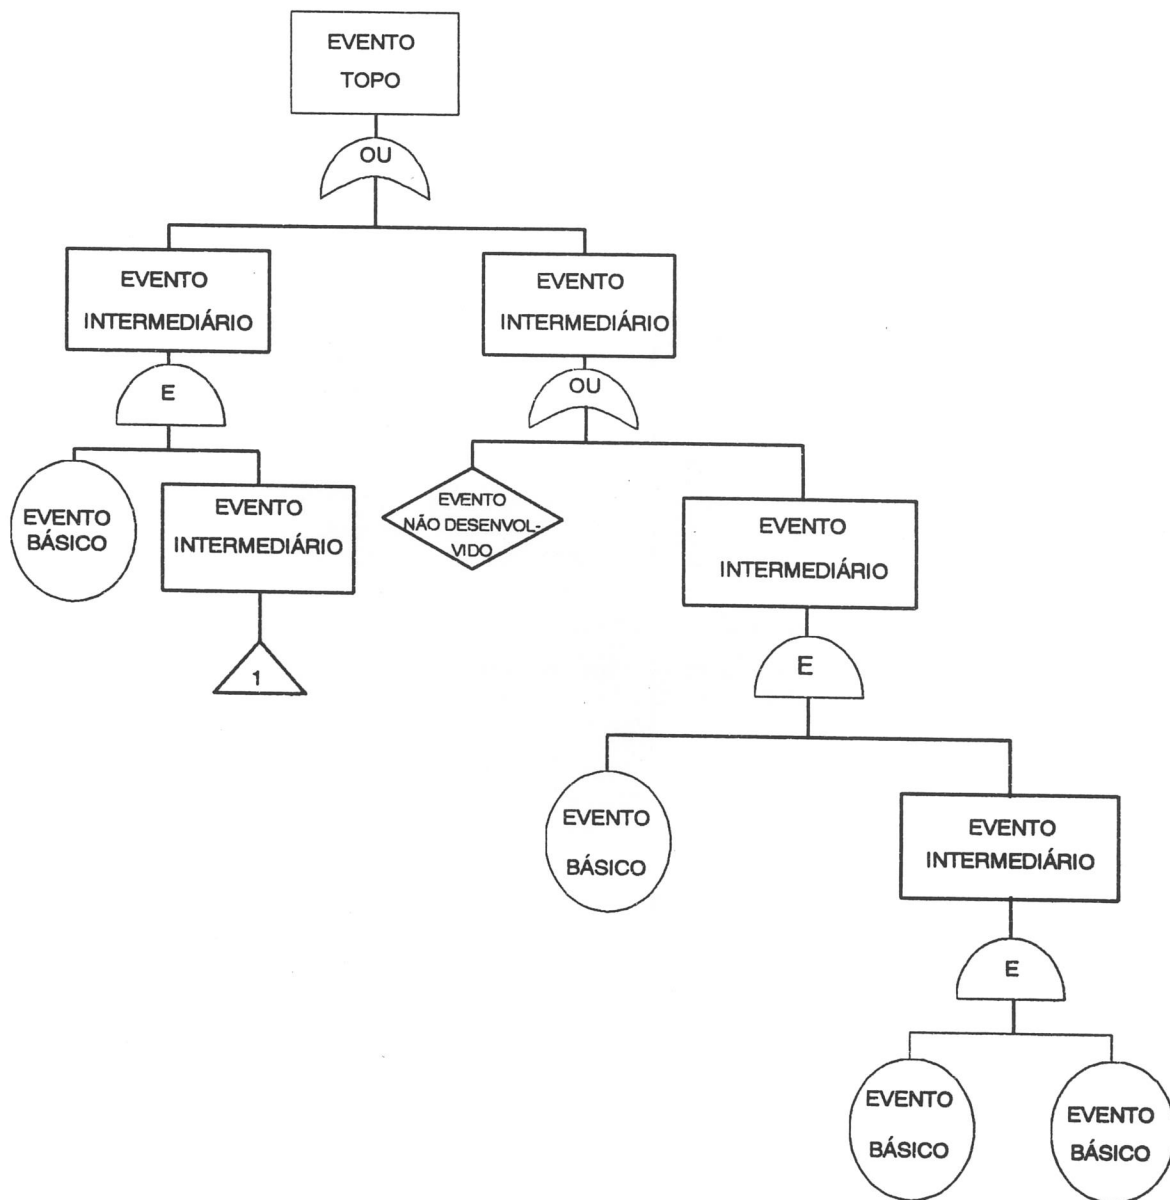 EVENTO
TOPO
OU
EVENTO
INTERMEDIÁRIO
EVENTO
INTERMEDIÁRIO
E
OU
EVENTO
BÁSICO
EVENTO
INTERMEDIÁRIO
EVENTO
NÃO DESENVOL-
VIDO
EVENTO
INTERMEDIÁRIO
1
E
EVENTO
BÁSICO
EVENTO
INTERMEDIÁRIO
E
EVENTO
BÁSICO
EVENTO
BÁSICO